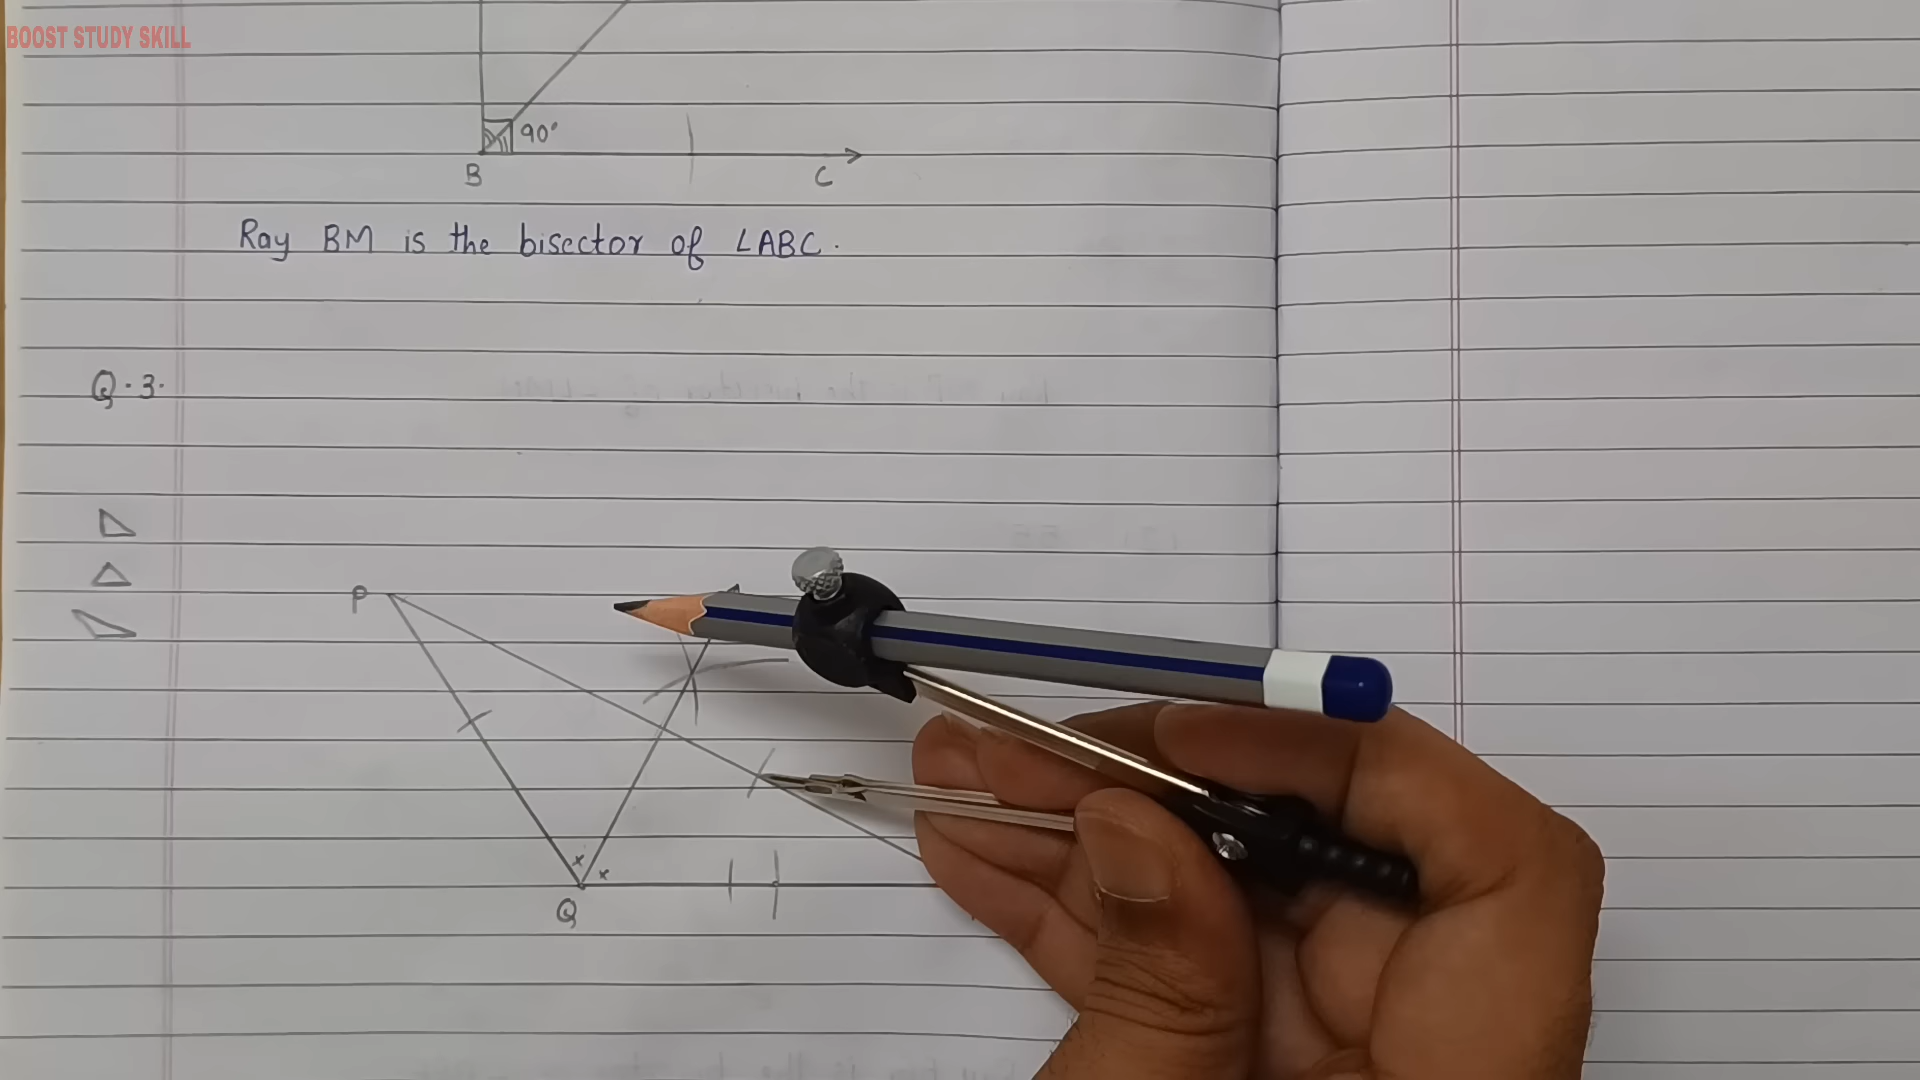 BOOST STUDY SKILL
90°
B C
Ray BM is the bisector of ∠ABC.
Q.3.
P
x x
Q